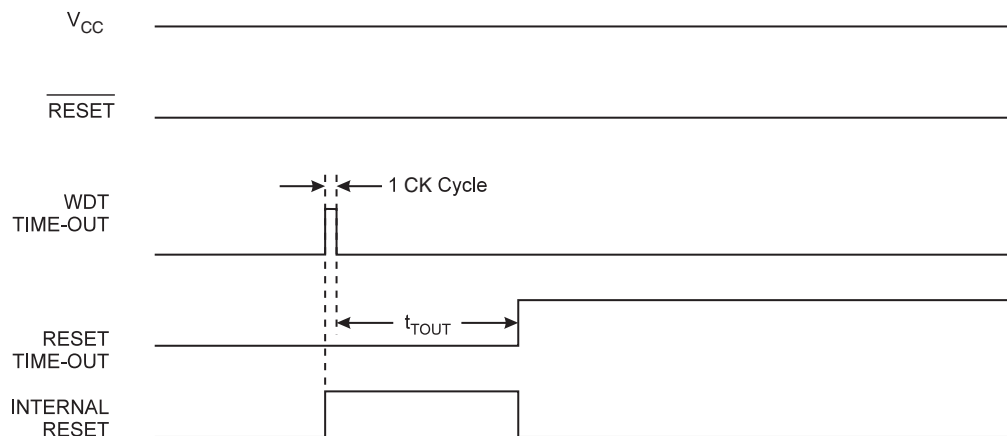 VCC
RESET
1 CK Cycle
WDT
TIME-OUT
tTOUT
RESET
TIME-OUT
INTERNAL
RESET